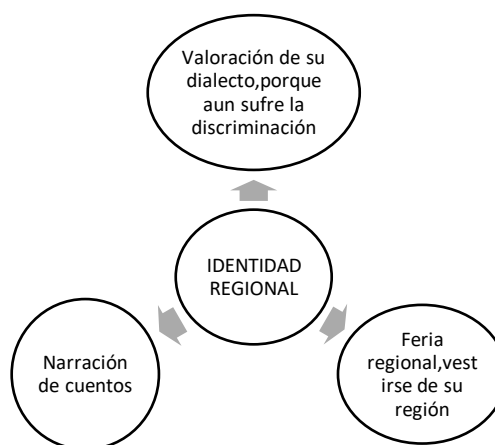 Valoración de su
dialecto,porque
aun sufre la
discriminación
IDENTIDAD
REGIONAL
Narración
de cuentos
Feria
regional,vest
irse de su
región